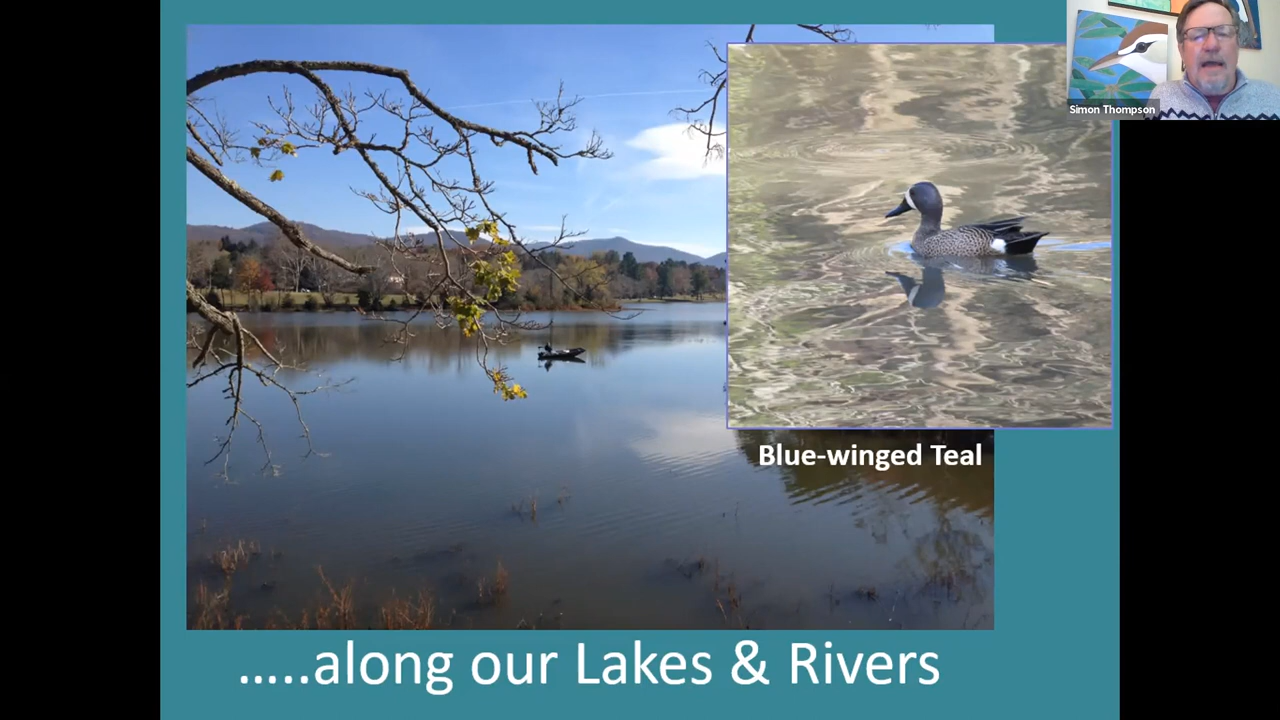 Simon Thompson
Blue-winged Teal
.....along our Lakes & Rivers